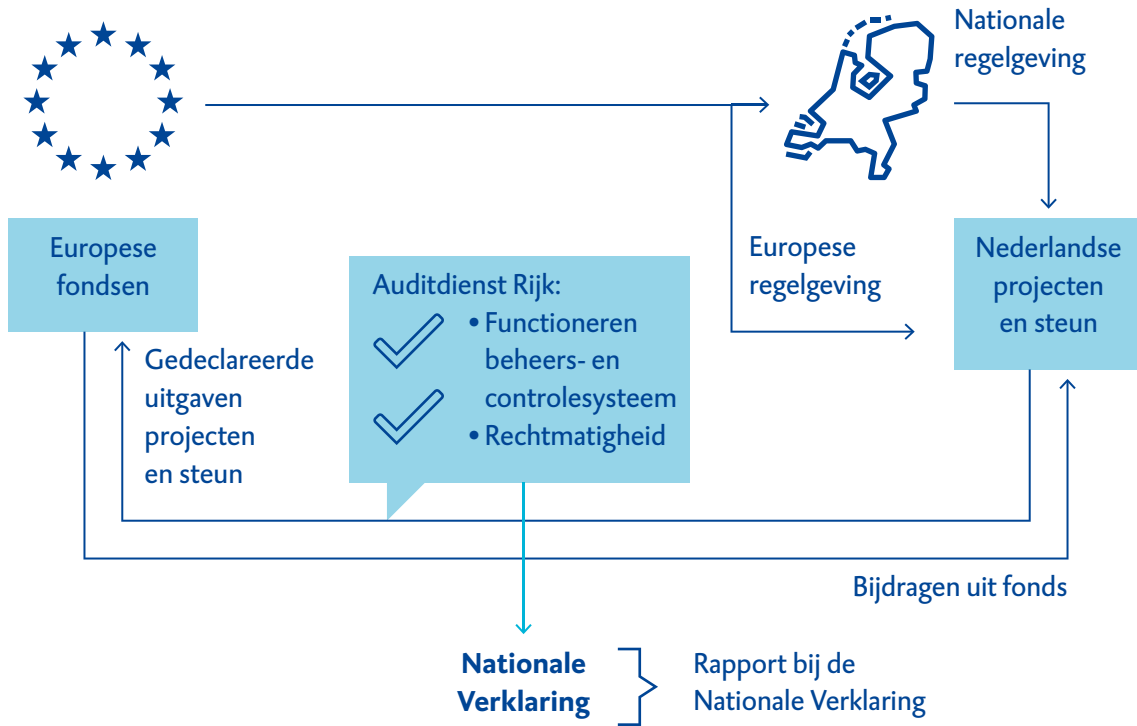 Nationale
regelgeving
Europese
fondsen
Europese
regelgeving
Nederlandse
projecten
en steun
Auditdienst Rijk:
• Functioneren
beheers- en
controlesysteem
• Rechtmatigheid
Gedeclareerde
uitgaven
projecten
en steun
Bijdragen uit fonds
Nationale
Verklaring
Rapport bij de
Nationale Verklaring